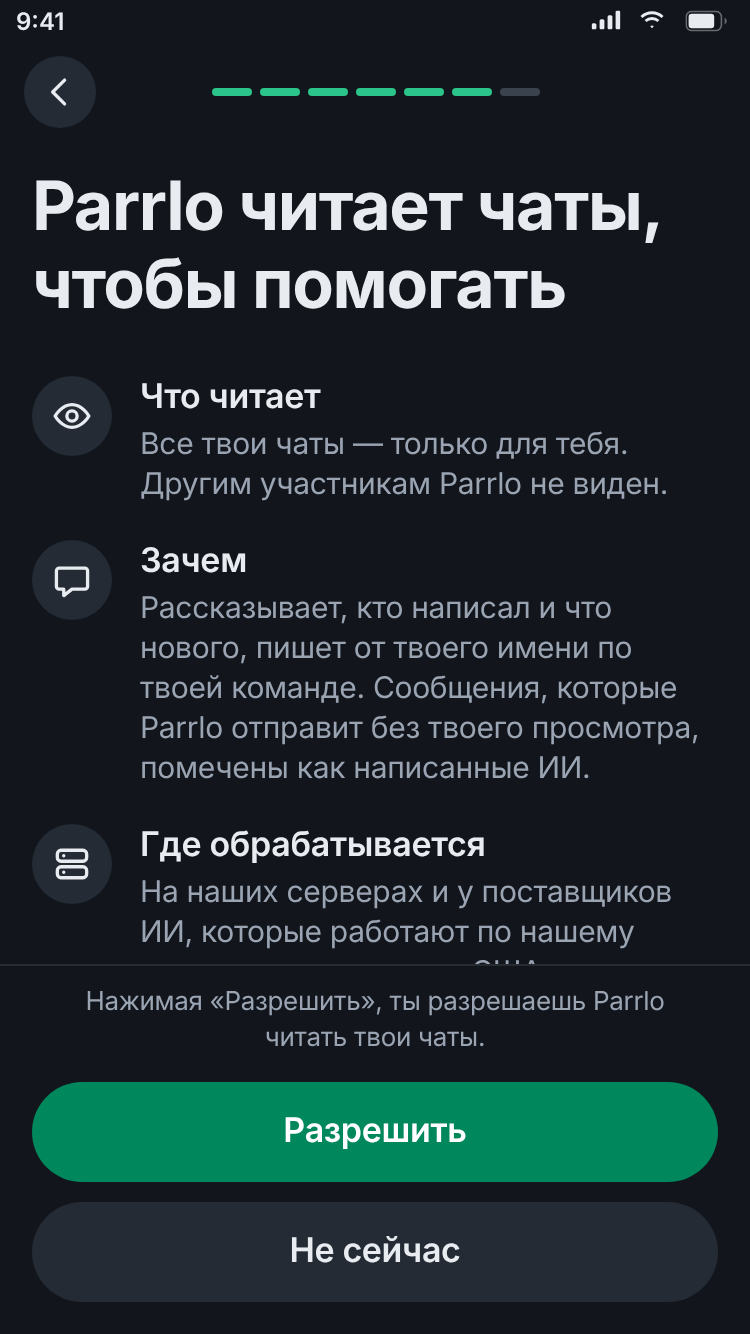 9:41
Parrlo читает чаты,
чтобы помогать
Что читает
Все твои чаты — только для тебя.
Другим участникам Parrlo не виден.
Зачем
Рассказывает, кто написал и что
нового, пишет от твоего имени по
твоей команде. Сообщения, которые
Parrlo отправит без твоего просмотра,
помечены как написанные ИИ.
Где обрабатывается
На наших серверах и у поставщиков
ИИ, которые работают по нашему
Нажимая «Разрешить», ты разрешаешь Parrlo
читать твои чаты.
Разрешить
Не сейчас